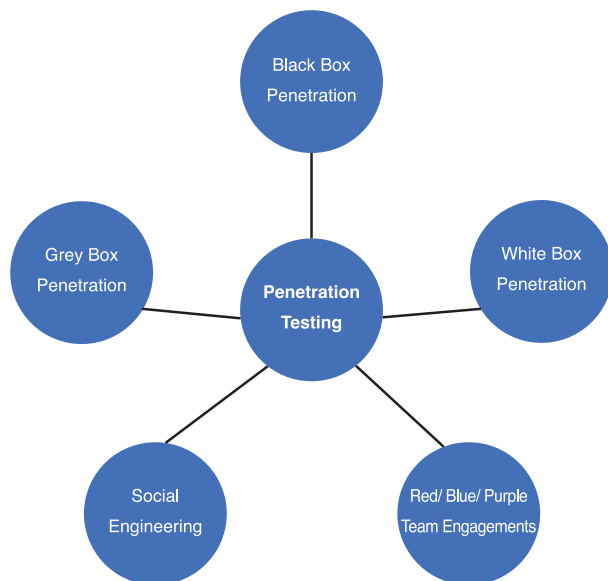 Black Box
Penetration
Grey Box
Penetration
White Box
Penetration
Penetration
Testing
Social
Engineering
Red/ Blue/ Purple
Team Engagements